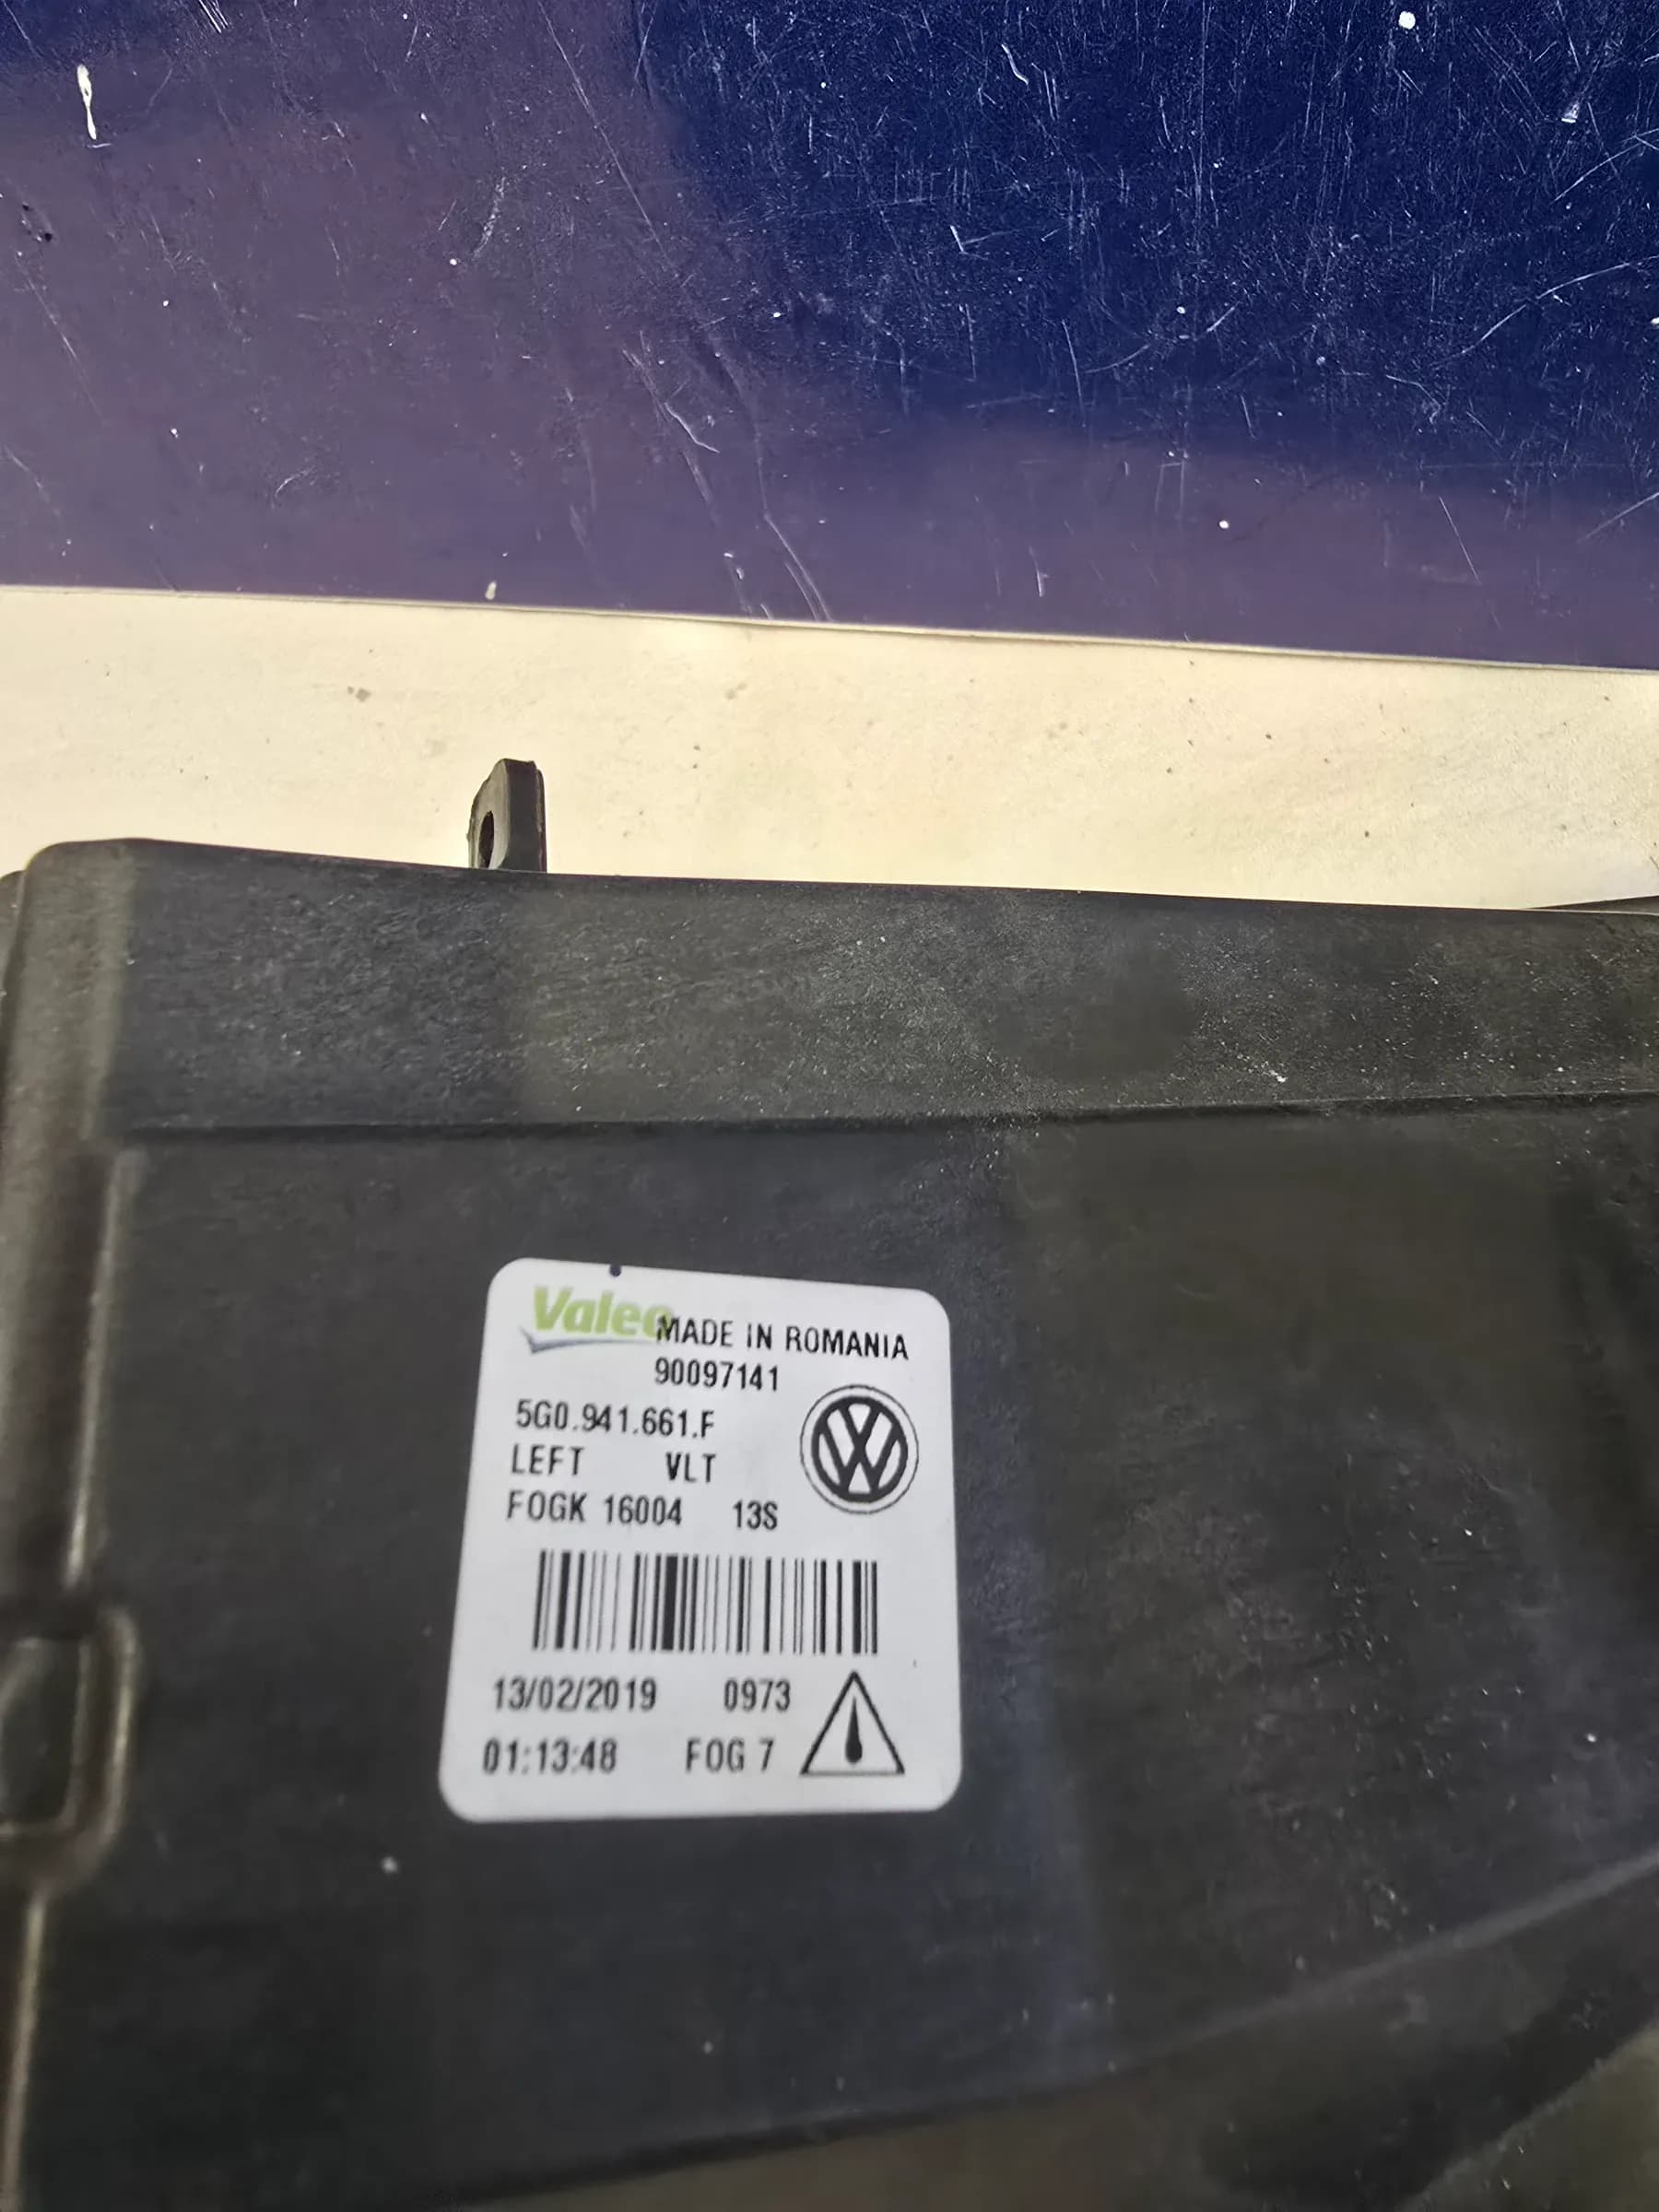 Valeo
MADE IN ROMANIA
90097141
5G0.941.661.F
LEFT VLT
FOGK 16004 13S
13/02/2019 0973
01:13:48 FOG 7